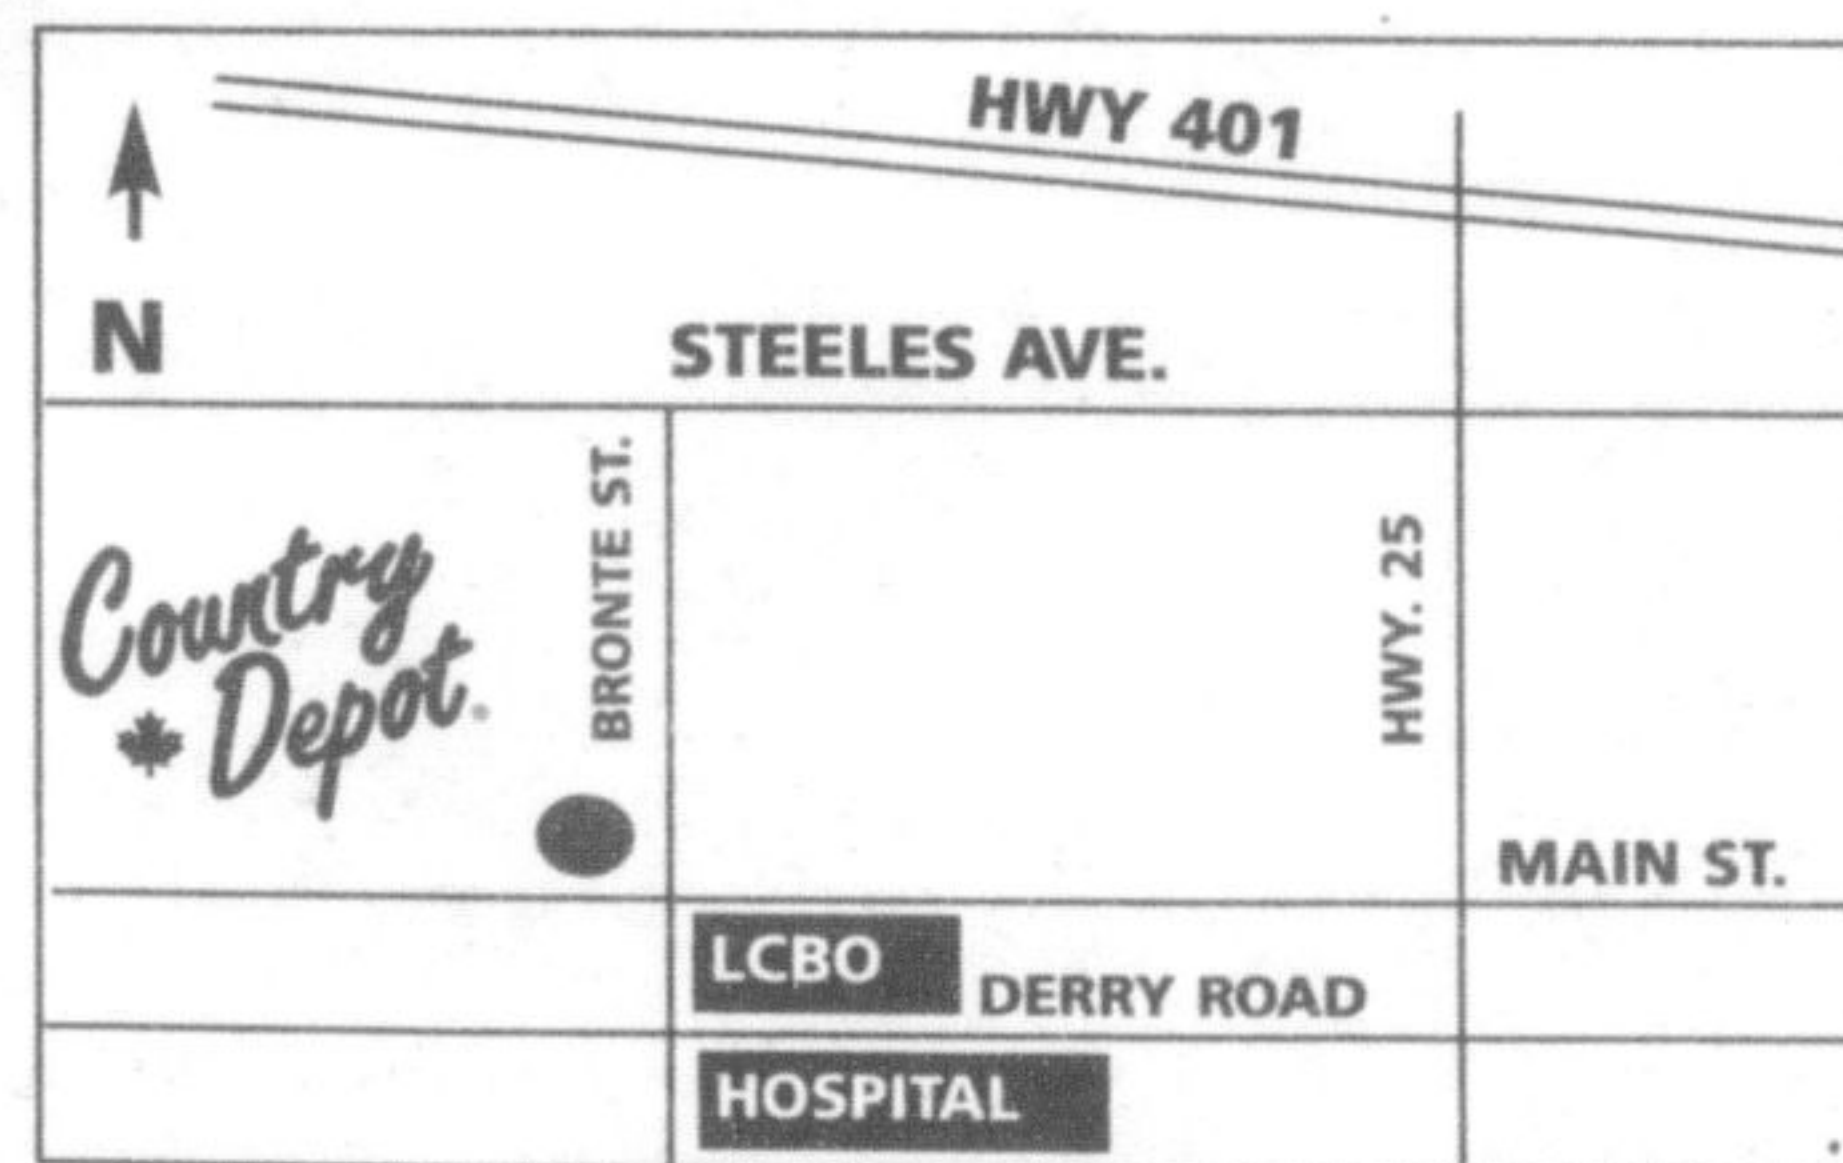 HWY 401
N
STEELES AVE.
BRONTE ST.
Country
Depot
HWY. 25
MAIN ST.
LCBO
DERRY ROAD
HOSPITAL